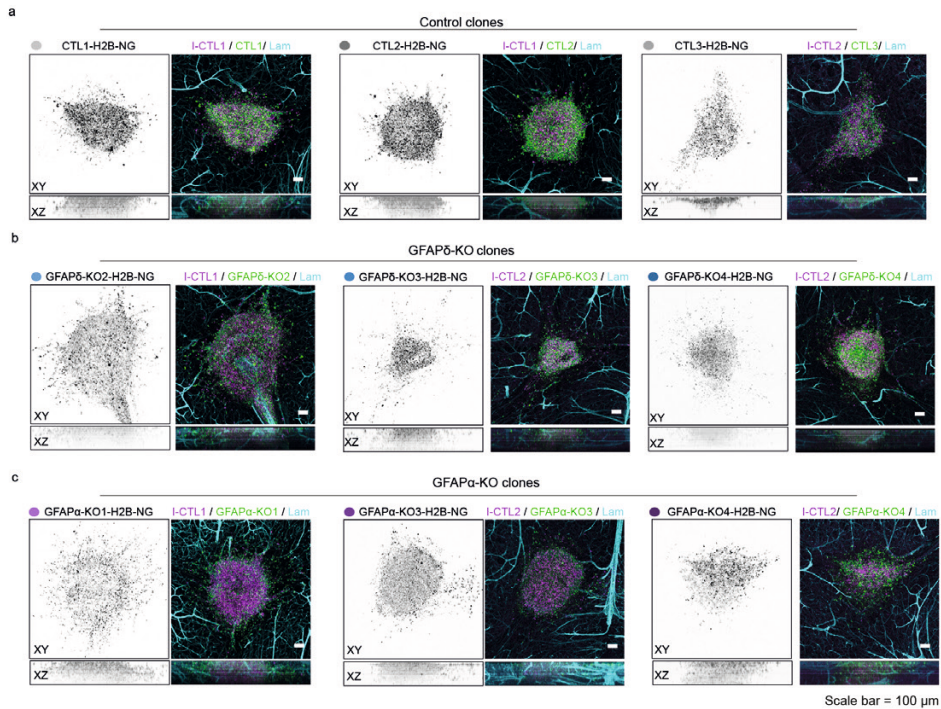 a
Control clones
CTL1-H2B-NG
I-CTL1 / CTL1/ Lam
CTL2-H2B-NG
I-CTL1 / CTL2/ Lam
CTL3-H2B-NG
I-CTL2 / CTL3/ Lam
XY
XY
XY
XZ
XZ
XZ
b
GFAPδ-KO clones
GFAPδ-KO2-H2B-NG
I-CTL1 / GFAPδ-KO2 / Lam
GFAPδ-KO3-H2B-NG
I-CTL2 / GFAPδ-KO3 / Lam
GFAPδ-KO4-H2B-NG
I-CTL2 / GFAPδ-KO4 / Lam
XY
XY
XY
XZ
XZ
XZ
c
GFAPα-KO clones
GFAPα-KO1-H2B-NG
I-CTL1 / GFAPα-KO1 / Lam
GFAPα-KO3-H2B-NG
I-CTL2 / GFAPα-KO3 / Lam
GFAPα-KO4-H2B-NG
I-CTL2/ GFAPα-KO4 / Lam
XY
XY
XY
XZ
XZ
XZ
Scale bar = 100 μm